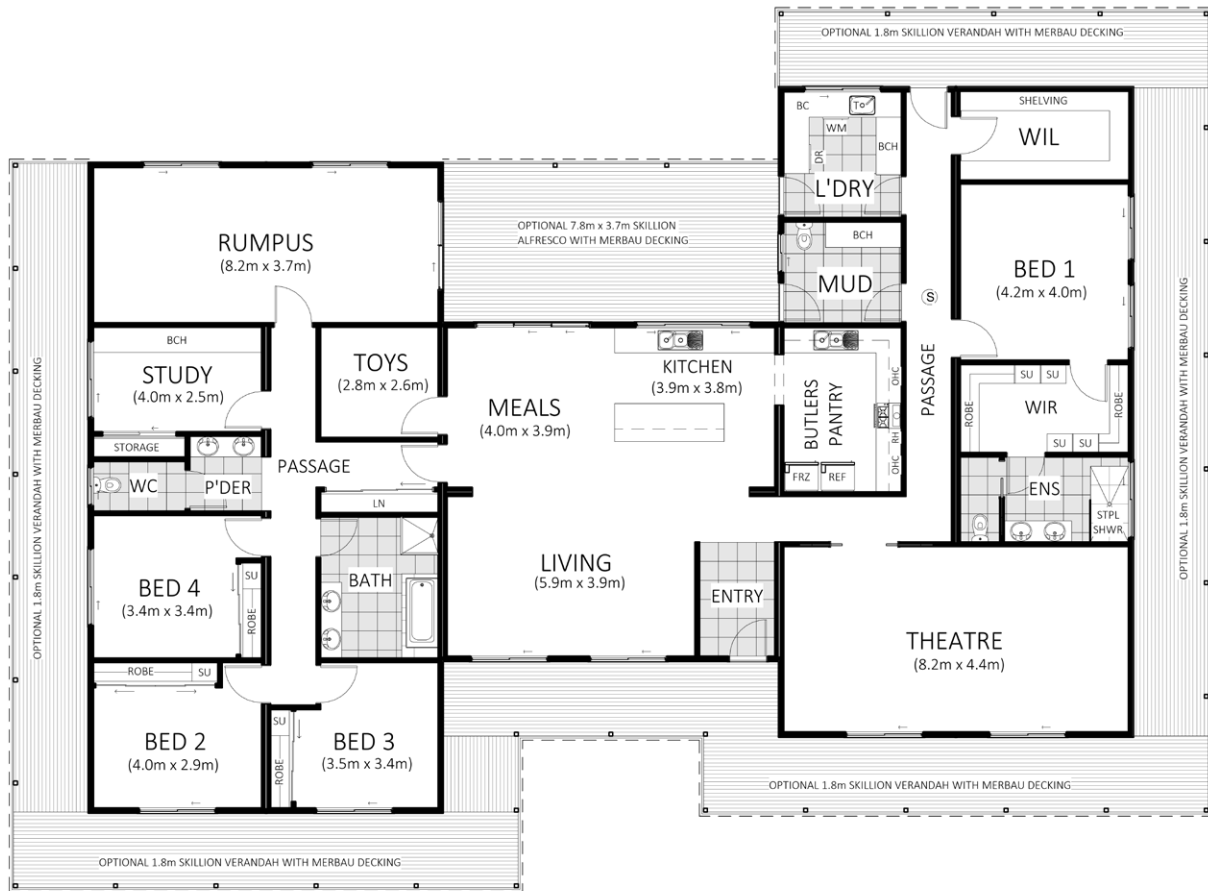 OPTIONAL 1.8m SKILLION VERANDAH WITH MERBAU DECKING
BC
T
WM
DR
BCH
L'DRY
SHELVING
WIL
OPTIONAL 7.8m x 3.7m SKILLION
ALFRESCO WITH MERBAU DECKING
RUMPUS
(8.2m x 3.7m)
BCH
MUD
S
BED 1
(4.2m x 4.0m)
OPTIONAL 1.8m SKILLION VERANDAH WITH MERBAU DECKING
OPTIONAL 1.8m SKILLION VERANDAH WITH MERBAU DECKING
BCH
STUDY
(4.0m x 2.5m)
STORAGE
TOYS
(2.8m x 2.6m)
MEALS
(4.0m x 3.9m)
KITCHEN
(3.9m x 3.8m)
BUTLERS
PANTRY
OHC
RH
OHC
FRZ
REF
PASSAGE
SU
SU
ROBE
WIR
ROBE
SU
SU
WC
P'DER
PASSAGE
LN
ENS
STPL
SHWR
BED 4
(3.4m x 3.4m)
SU
ROBE
BATH
LIVING
(5.9m x 3.9m)
ENTRY
THEATRE
(8.2m x 4.4m)
ROBE
SU
BED 2
(4.0m x 2.9m)
SU
ROBE
BED 3
(3.5m x 3.4m)
OPTIONAL 1.8m SKILLION VERANDAH WITH MERBAU DECKING
OPTIONAL 1.8m SKILLION VERANDAH WITH MERBAU DECKING